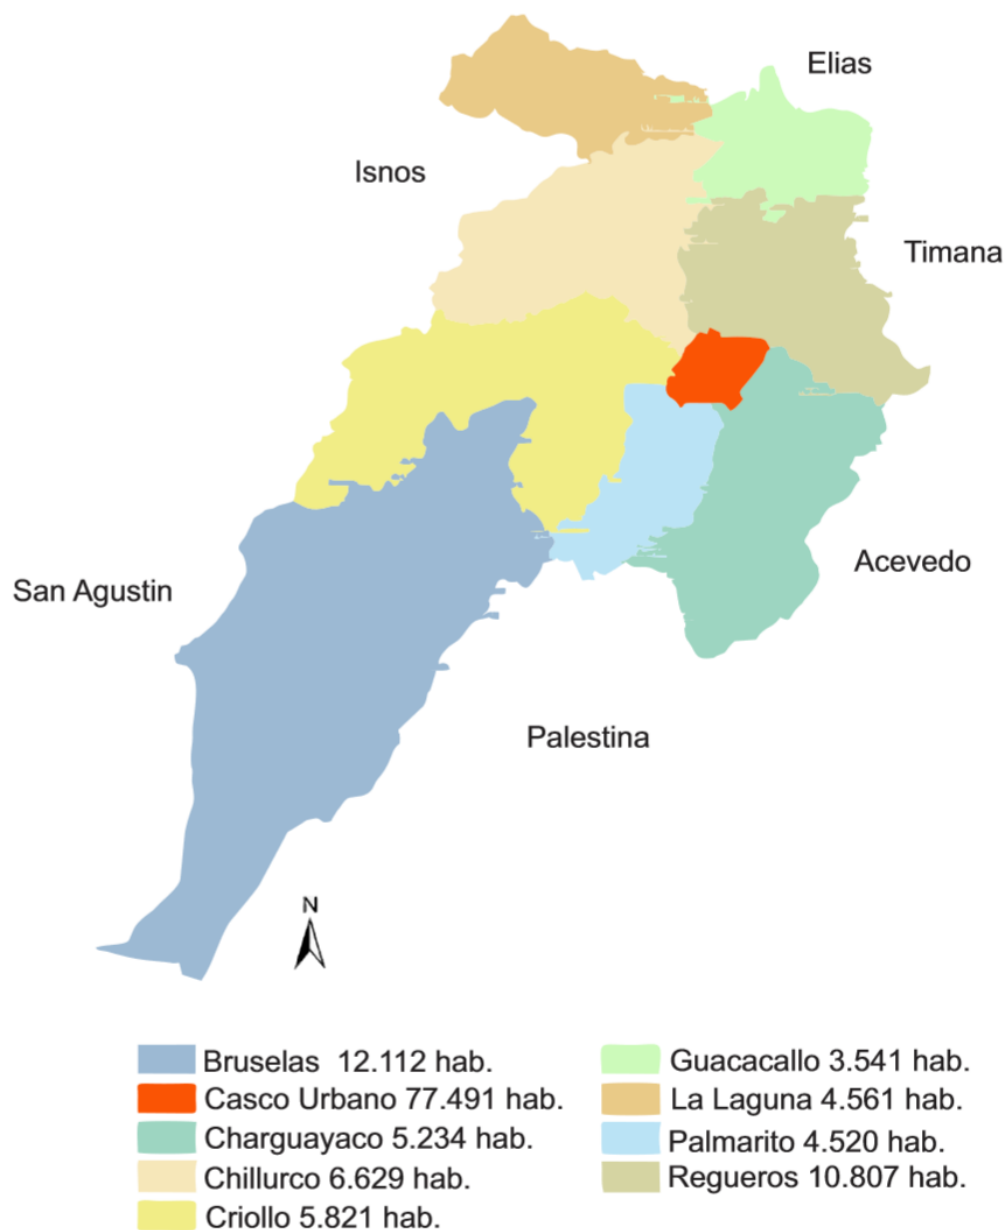 Elias
Isnos
Timana
San Agustin
Acevedo
Palestina
N
Bruselas 12.112 hab.
Casco Urbano 77.491 hab.
Charguayaco 5.234 hab.
Chillurco 6.629 hab.
Criollo 5.821 hab.
Guacacallo 3.541 hab.
La Laguna 4.561 hab.
Palmarito 4.520 hab.
Regueros 10.807 hab.